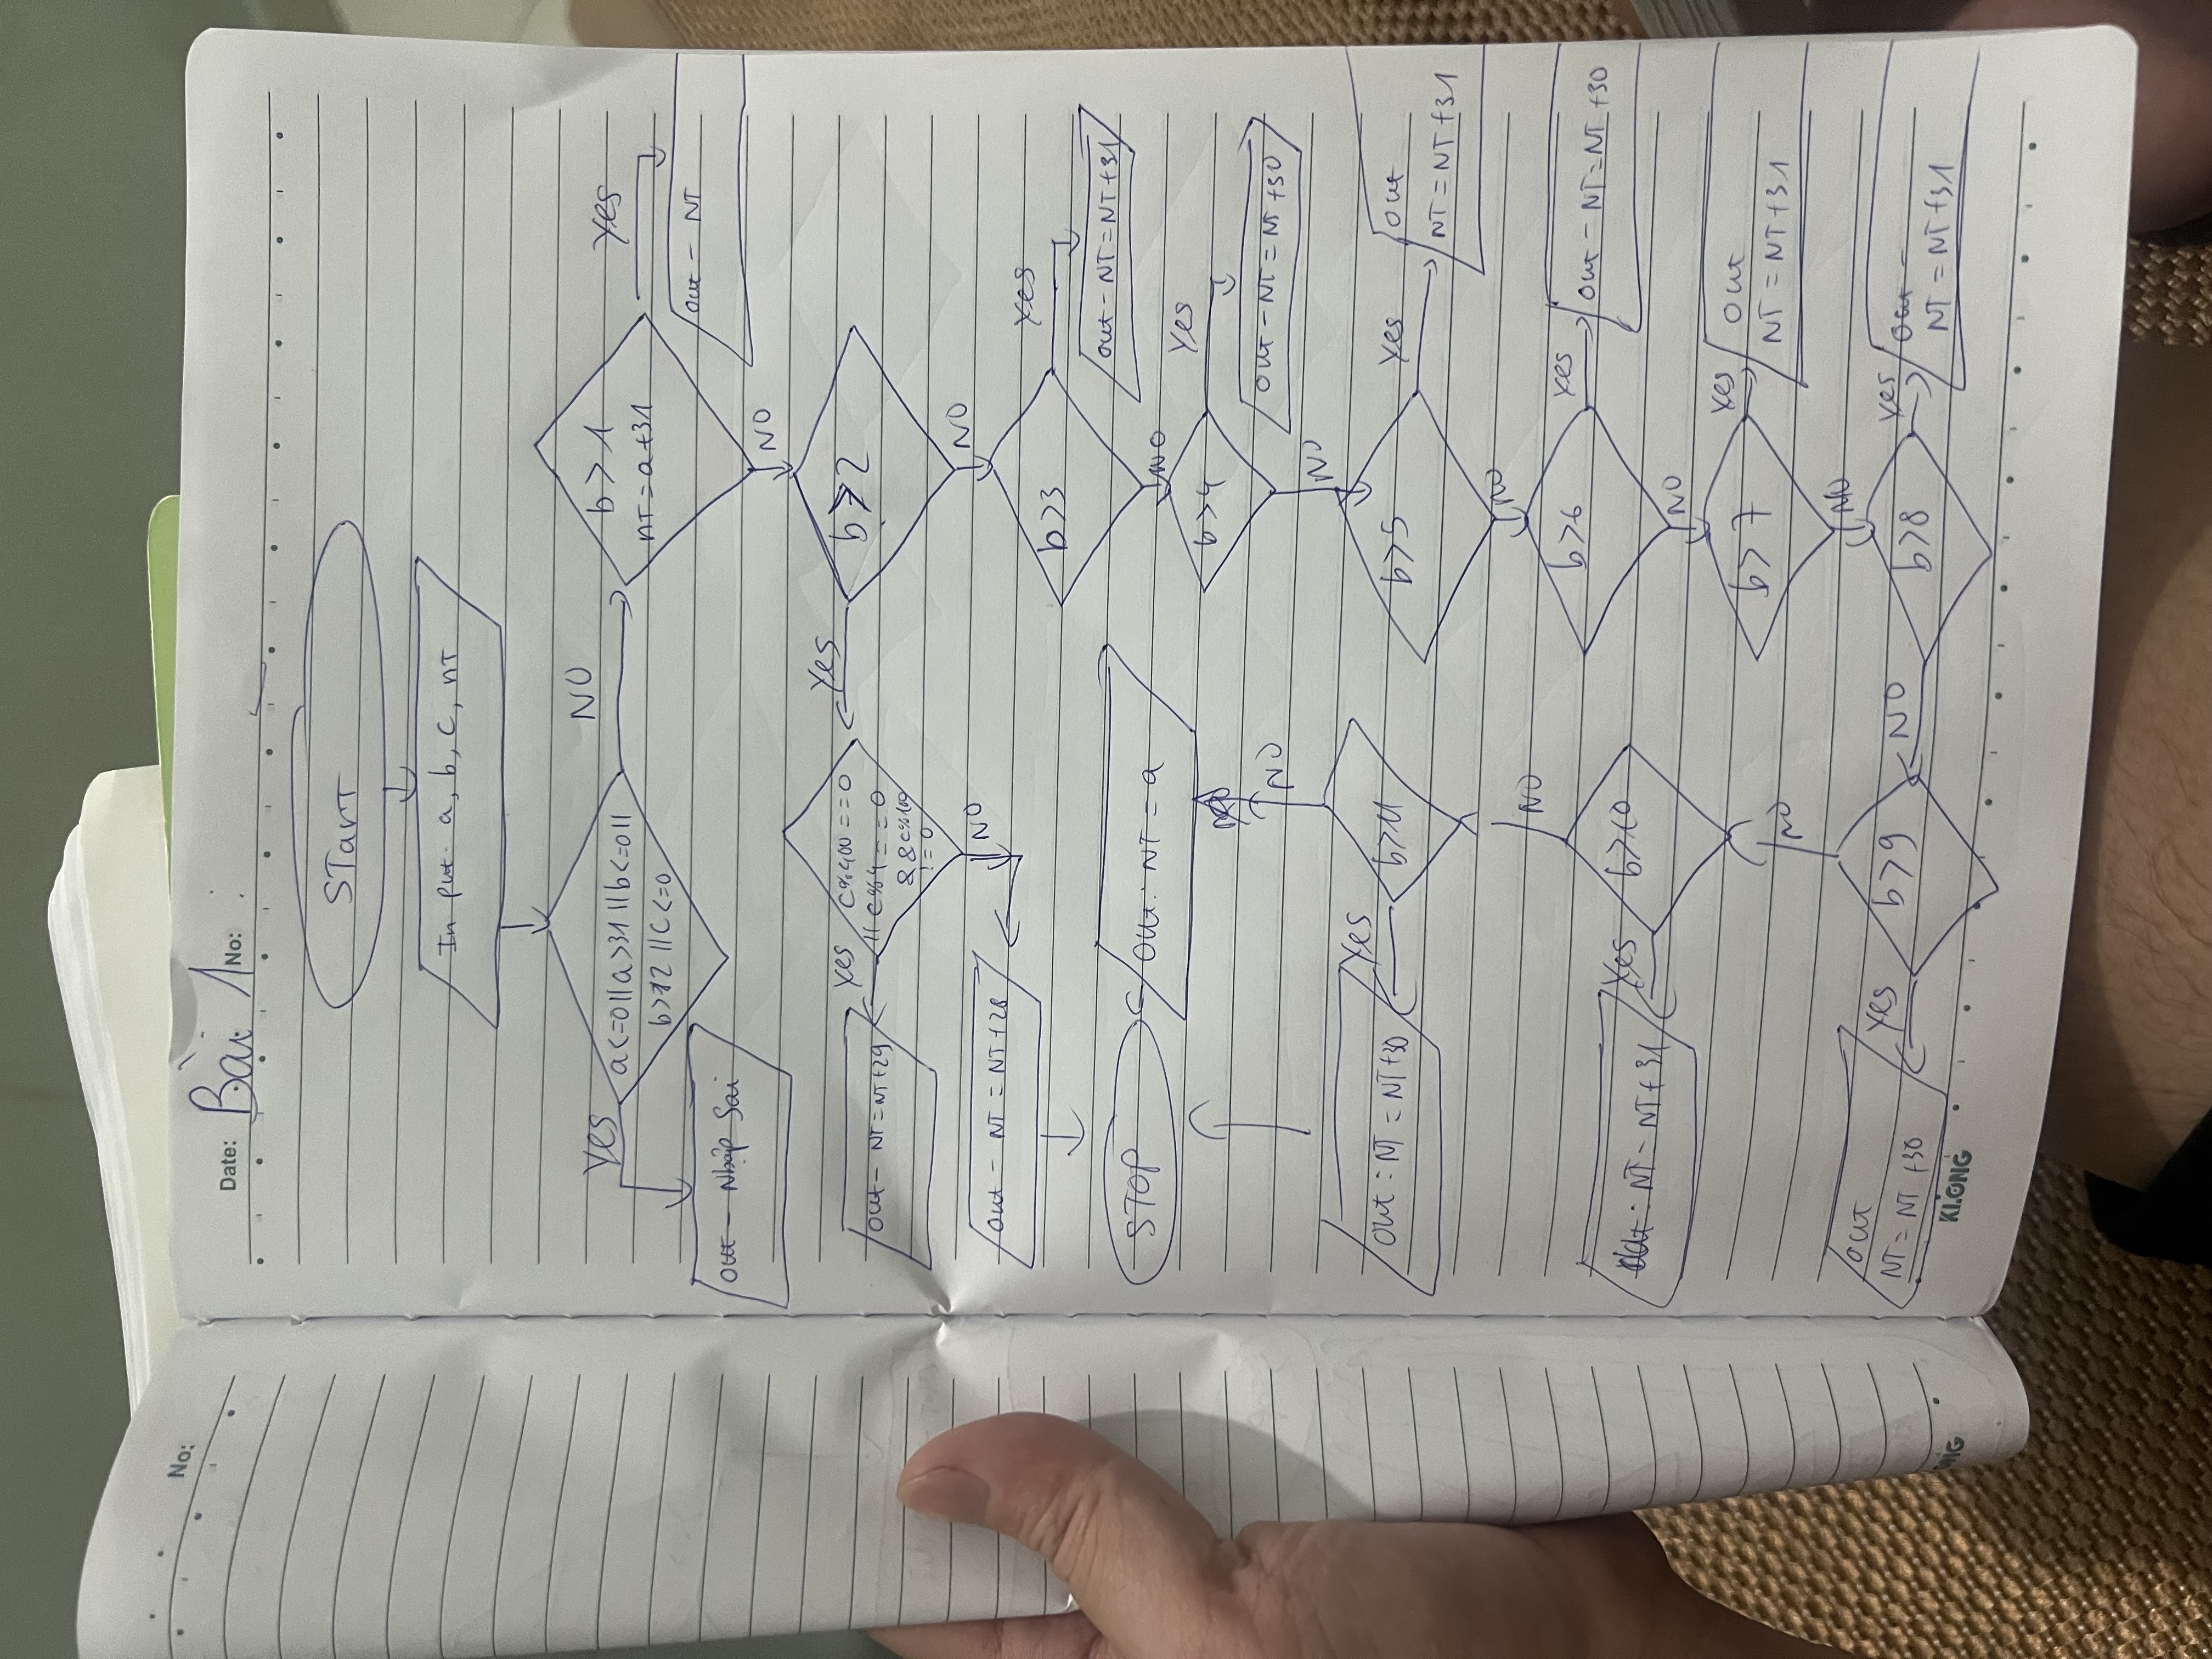 No:
Date: Bài 1 No:
START
In put: a, b, c, nT
a<=0||a>31||b<=0||
b>12||C<=0
Yes
NO
b>1
nT=a+31
Yes
out - NT
out - Nhập Sai
NO
b>2
Yes
C%400==0
||C%4==0
&&C%100
!=0
Yes
out - NT=NT+29
NO
out - NT=NT+28
NO
b>3
Yes
out - NT=NT+31
STOP
out: NT=a
NO
b>4
Yes
out - NT=NT+30
NO
NO
b>11
Yes
out: NT=NT+30
b>5
Yes
out
NT=NT+31
NO
NO
b>6
Yes
out - NT=NT+30
b>10
Yes
out: NT=NT+31
NO
b>7
Yes
out
NT=NT+31
NO
NO
b>8
Yes
out -
NT=NT+31
NO
b>9
Yes
out
NT=NT+30
KLONG